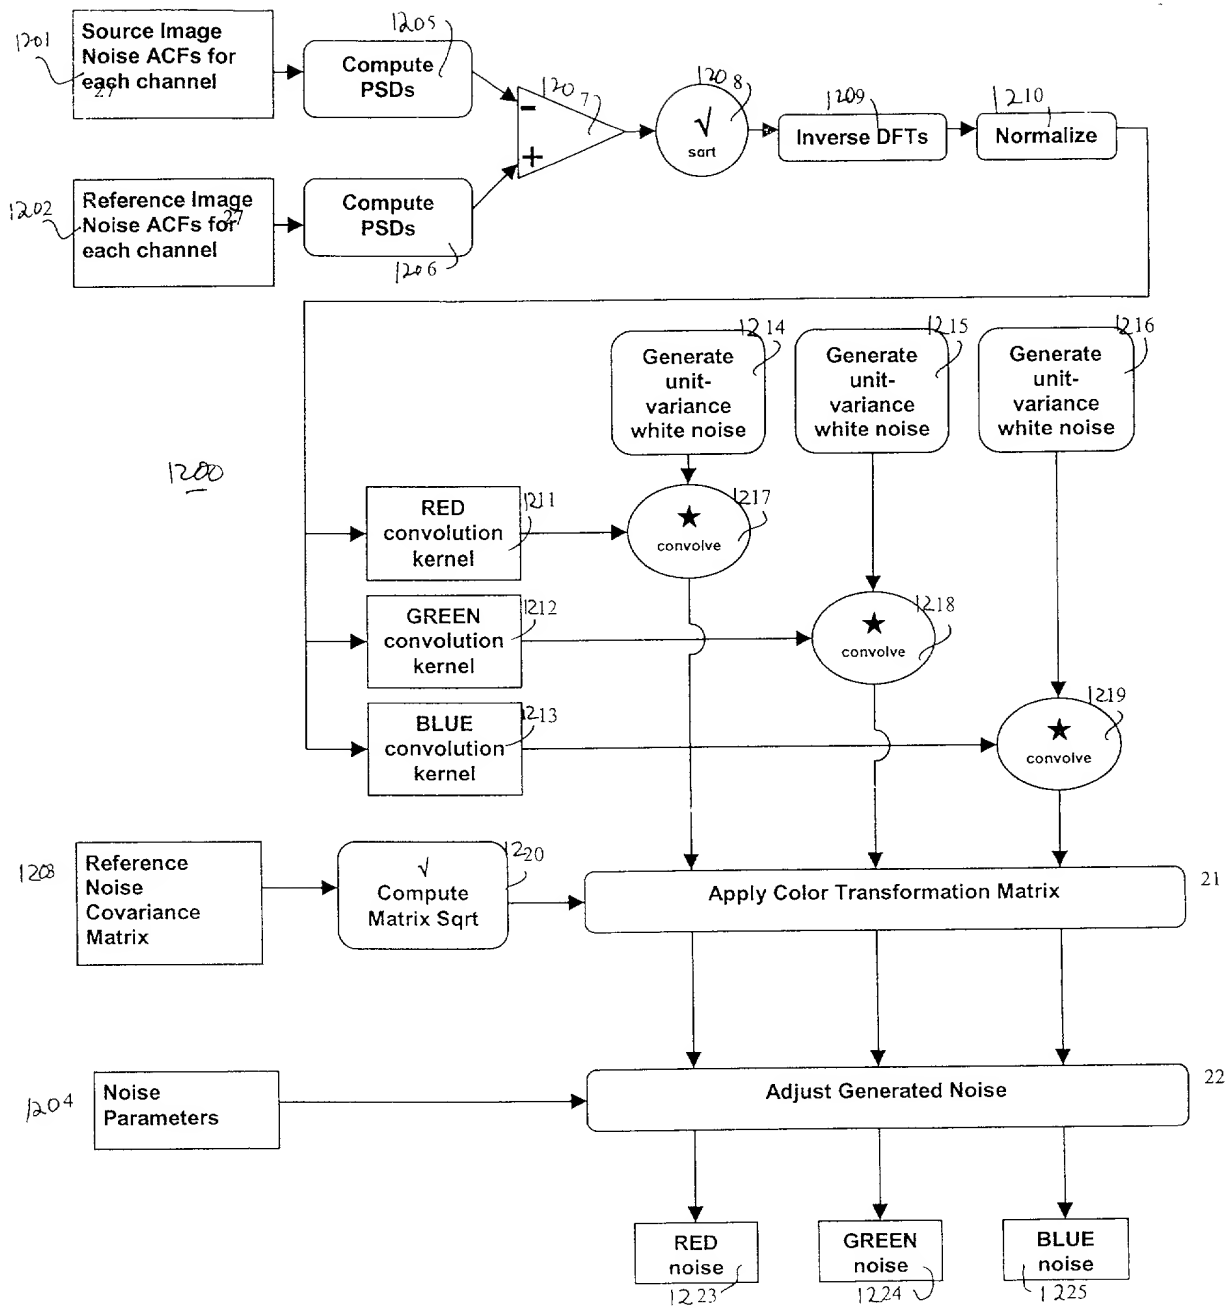 1201
Source Image
Noise ACFs for
each channel
27
1205
Compute
PSDs
-
+
1207
1208
√
sqrt
1209
Inverse DFTs
1210
Normalize
1202
Reference Image
Noise ACFs for
27
each channel
Compute
PSDs
1206
1214
Generate
unit-
variance
white noise
1215
Generate
unit-
variance
white noise
1216
Generate
unit-
variance
white noise
1200
RED
convolution
kernel
1211
★
convolve
1217
GREEN
convolution
kernel
1212
★
convolve
1218
BLUE
convolution
kernel
1213
★
convolve
1219
1208
Reference
Noise
Covariance
Matrix
√
Compute
Matrix Sqrt
1220
Apply Color Transformation Matrix
21
1204
Noise
Parameters
Adjust Generated Noise
22
RED
noise
1223
GREEN
noise
1224
BLUE
noise
1225